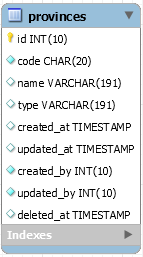 provinces
id INT(10)
code CHAR(20)
name VARCHAR(191)
type VARCHAR(191)
created_at TIMESTAMP
updated_at TIMESTAMP
created_by INT(10)
updated_by INT(10)
deleted_at TIMESTAMP
Indexes